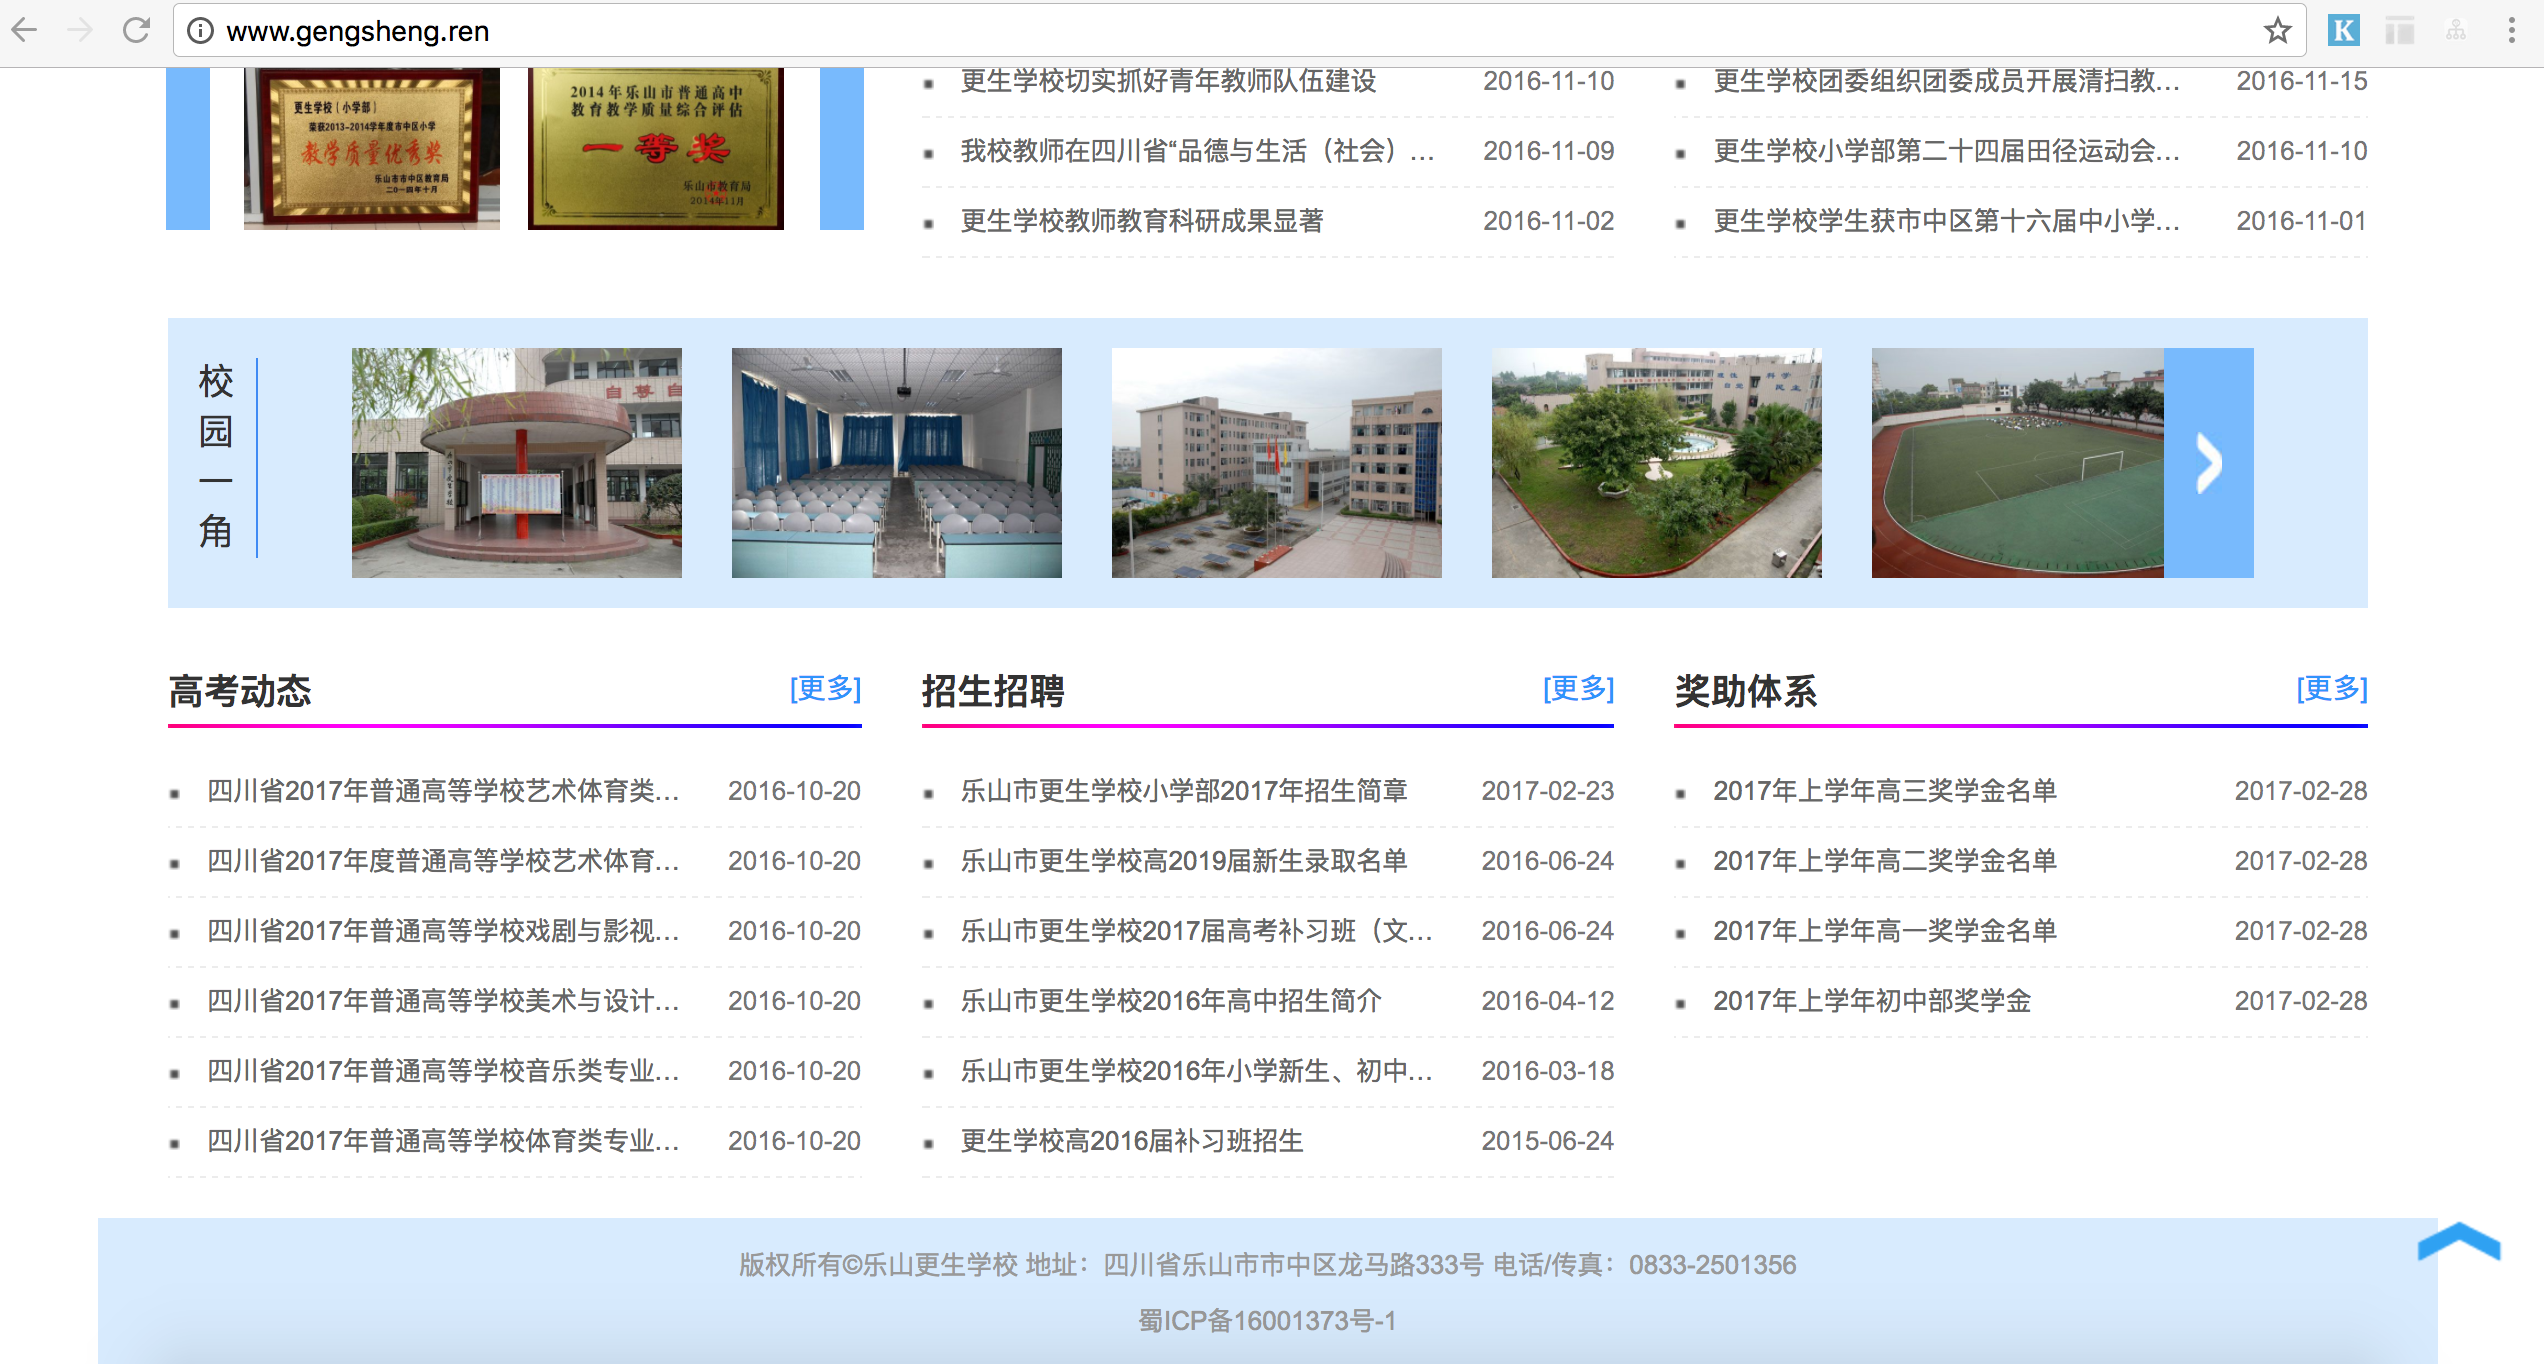 www.gengsheng.ren
更生学校（小学部）
荣获2013-2014学年度市中区小学
教学质量优秀奖
乐山市市中区教育局
二〇一四年十月
2014年乐山市普通高中
教育教学质量综合评估
一等奖
乐山市教育局
2014年11月
更生学校切实抓好青年教师队伍建设 2016-11-10
我校教师在四川省“品德与生活（社会）... 2016-11-09
更生学校教师教育科研成果显著 2016-11-02
更生学校团委组织团委成员开展清扫教... 2016-11-15
更生学校小学部第二十四届田径运动会... 2016-11-10
更生学校学生获市中区第十六届中小学... 2016-11-01
校
园
一
角
自尊自
科学
民主
高考动态 [更多]
四川省2017年普通高等学校艺术体育类... 2016-10-20
四川省2017年度普通高等学校艺术体育... 2016-10-20
四川省2017年普通高等学校戏剧与影视... 2016-10-20
四川省2017年普通高等学校美术与设计... 2016-10-20
四川省2017年普通高等学校音乐类专业... 2016-10-20
四川省2017年普通高等学校体育类专业... 2016-10-20
招生招聘 [更多]
乐山市更生学校小学部2017年招生简章 2017-02-23
乐山市更生学校高2019届新生录取名单 2016-06-24
乐山市更生学校2017届高考补习班（文... 2016-06-24
乐山市更生学校2016年高中招生简介 2016-04-12
乐山市更生学校2016年小学新生、初中... 2016-03-18
更生学校高2016届补习班招生 2015-06-24
奖助体系 [更多]
2017年上学年高三奖学金名单 2017-02-28
2017年上学年高二奖学金名单 2017-02-28
2017年上学年高一奖学金名单 2017-02-28
2017年上学年初中部奖学金 2017-02-28
版权所有©乐山更生学校 地址：四川省乐山市市中区龙马路333号 电话/传真：0833-2501356
蜀ICP备16001373号-1